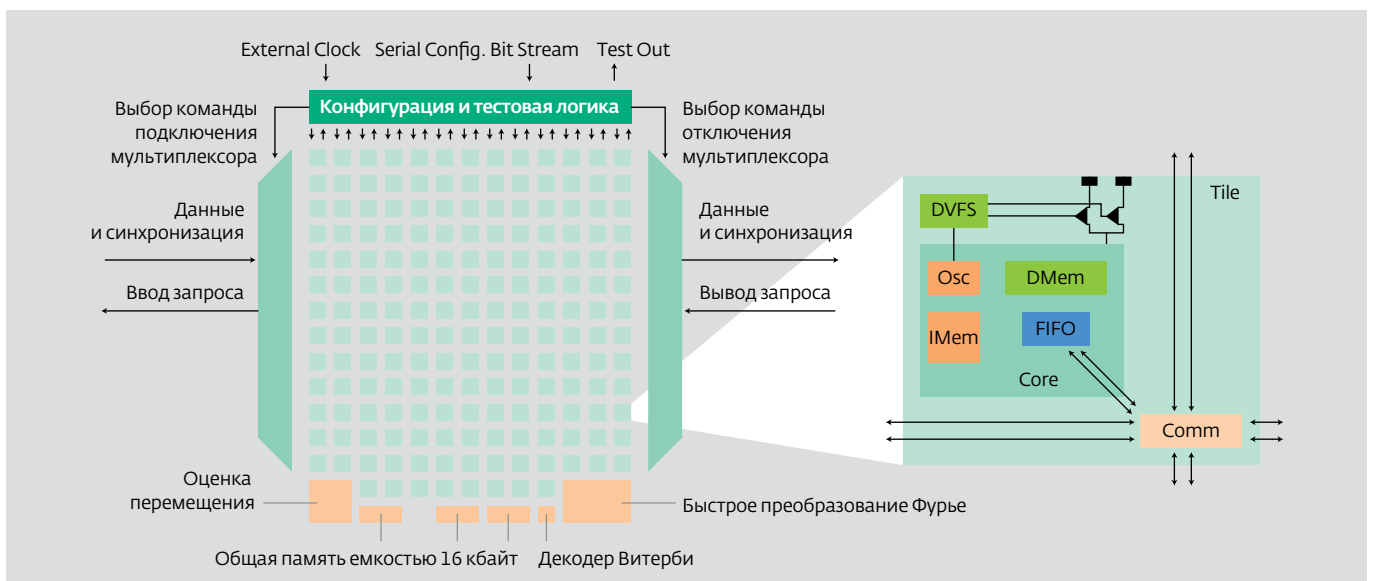 External Clock
Serial Config. Bit Stream
Test Out
Выбор команды
подключения
мультиплексора
Конфигурация и тестовая логика
Выбор команды
отключения
мультиплексора
Данные
и синхронизация
Ввод запроса
Данные
и синхронизация
Вывод запроса
Tile
DVFS
Osc
DMem
IMem
FIFO
Core
Comm
Оценка
перемещения
Быстрое преобразование Фурье
Общая память емкостью 16 кбайт
Декодер Витерби